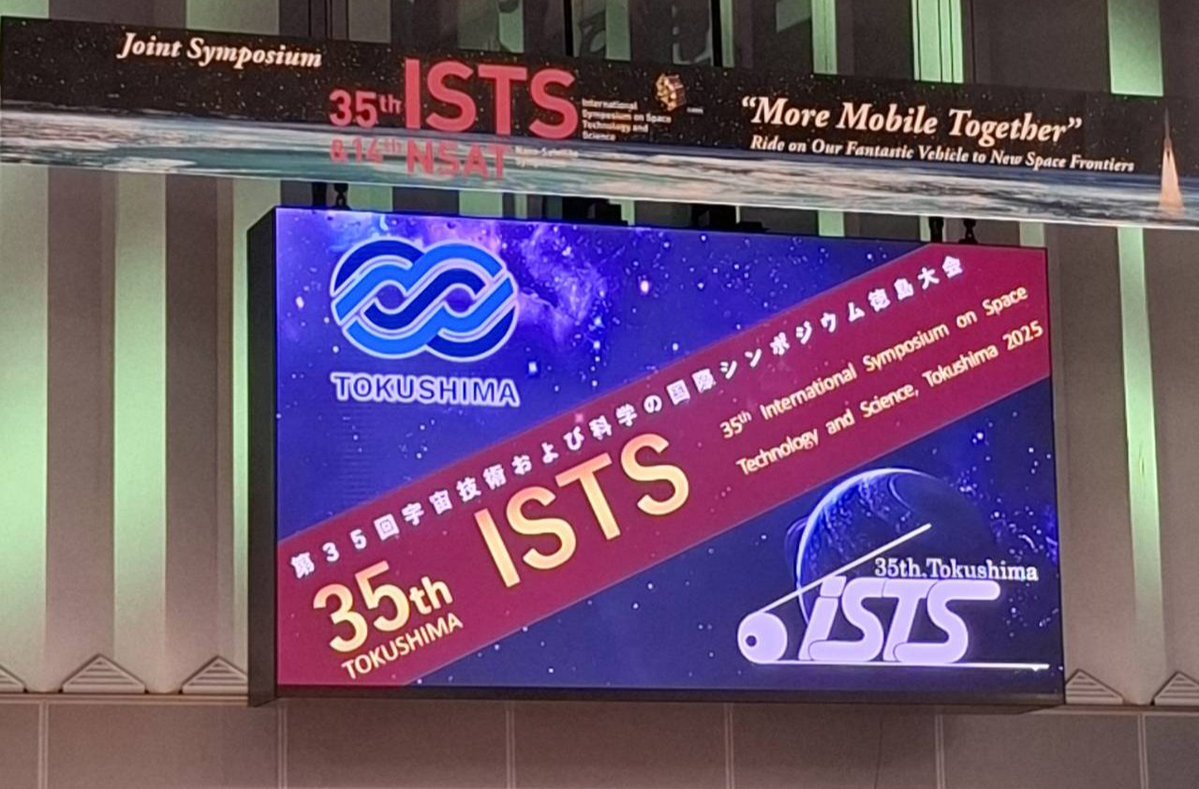 Joint Symposium
35th ISTS
International
Symposium on Space
Technology and
Science
& 14th NSAT
"More Mobile Together"
Ride on Our Fantastic Vehicle to New Space Frontiers
TOKUSHIMA
第35回宇宙技術および科学の国際シンポジウム徳島大会
35th International Symposium on Space
Technology and Science, Tokushima 2025
35th ISTS
TOKUSHIMA
35th.Tokushima
iSTS